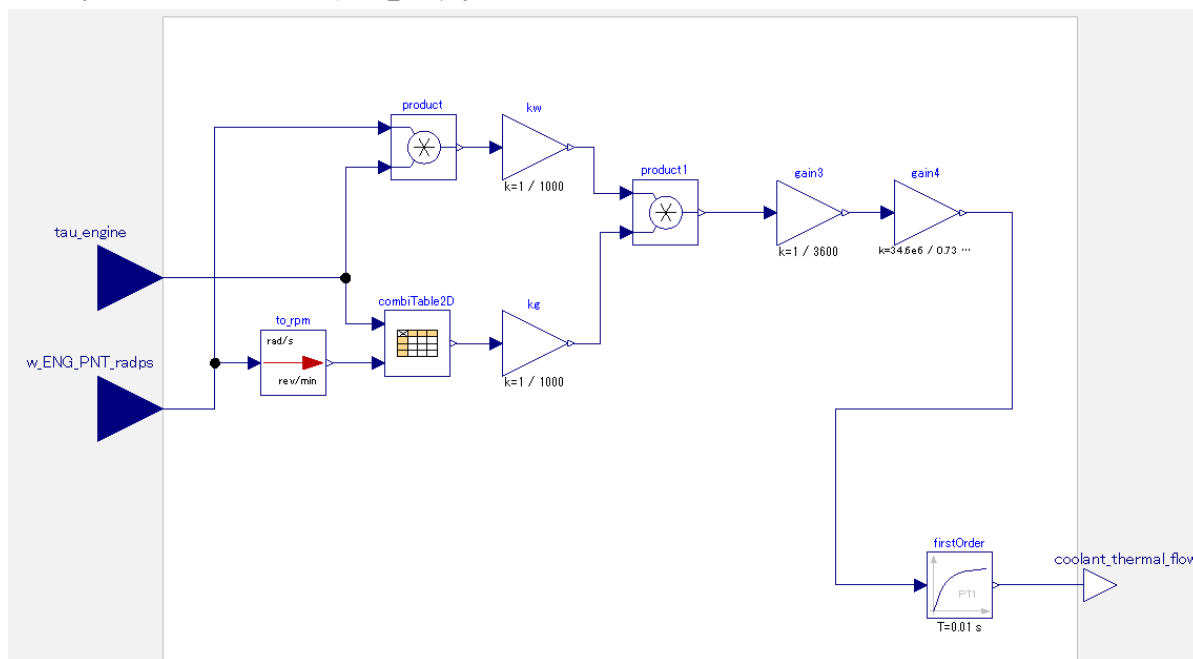 product
kw
k=1 / 1000
product1
gain3
gain4
k=1 / 3600
k=34.6e6 / 0.73 ...
tau_engine
combiTable2D
kg
to_rpm
rad/s
rev/min
k=1 / 1000
w_ENG_PNT_radps
firstOrder
PT1
T=0.01 s
coolant_thermal_flow